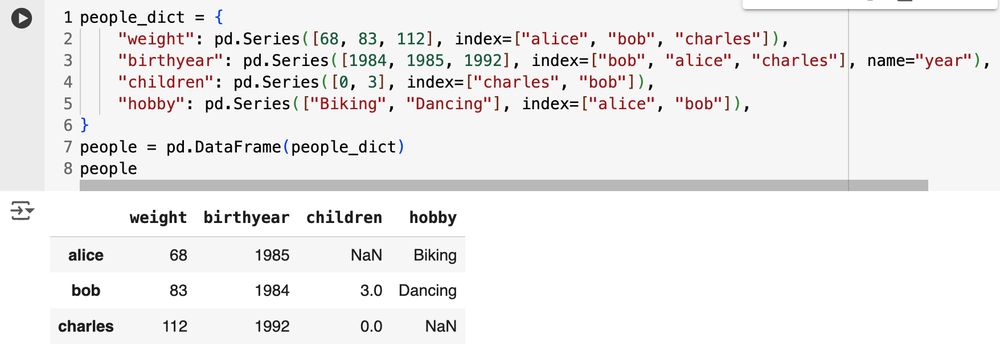 1 people_dict = {
2 "weight": pd.Series([68, 83, 112], index=["alice", "bob", "charles"]),
3 "birthyear": pd.Series([1984, 1985, 1992], index=["bob", "alice", "charles"], name="year"),
4 "children": pd.Series([0, 3], index=["charles", "bob"]),
5 "hobby": pd.Series(["Biking", "Dancing"], index=["alice", "bob"]),
6 }
7 people = pd.DataFrame(people_dict)
8 people
weight birthyear children hobby
alice 68 1985 NaN Biking
bob 83 1984 3.0 Dancing
charles 112 1992 0.0 NaN